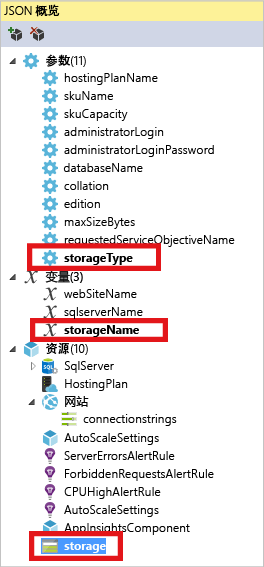 JSON 概览
参数(11)
hostingPlanName
skuName
skuCapacity
administratorLogin
administratorLoginPassword
databaseName
collation
edition
maxSizeBytes
requestedServiceObjectiveName
storageType
变量(3)
webSiteName
sqlserverName
storageName
资源(10)
SqlServer
HostingPlan
网站
connectionstrings
AutoScaleSettings
ServerErrorsAlertRule
ForbiddenRequestsAlertRule
CPUHighAlertRule
AutoScaleSettings
AppInsightsComponent
storage